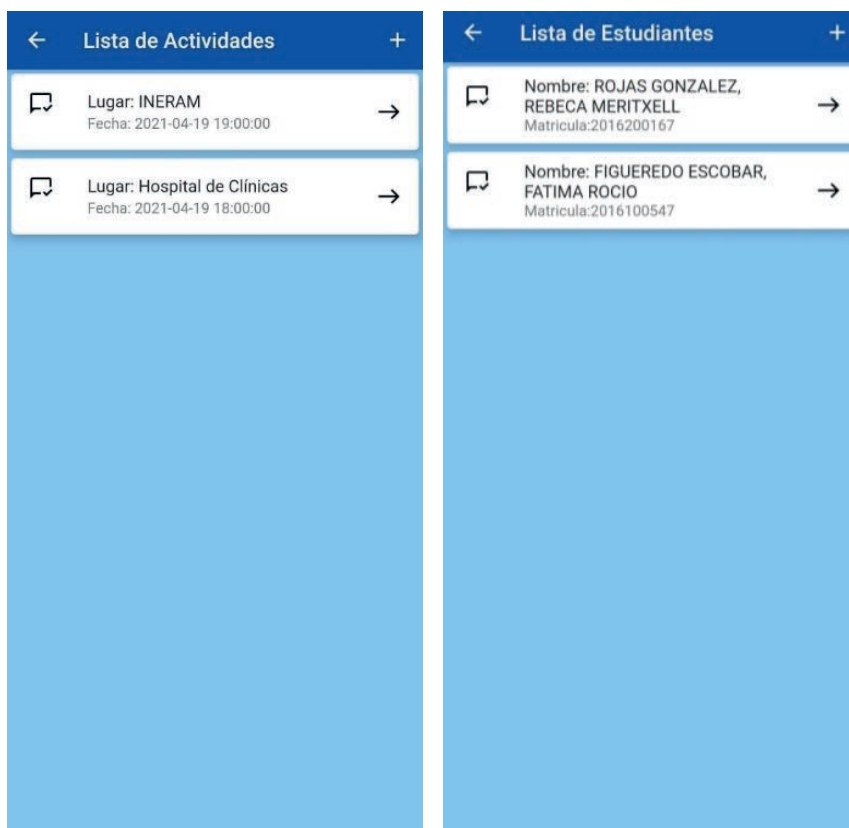 Lista de Actividades
Lugar: INERAM
Fecha: 2021-04-19 19:00:00
Lugar: Hospital de Clínicas
Fecha: 2021-04-19 18:00:00
Lista de Estudiantes
Nombre: ROJAS GONZALEZ,
REBECA MERITXELL
Matricula:2016200167
Nombre: FIGUEREDO ESCOBAR,
FATIMA ROCIO
Matricula:2016100547